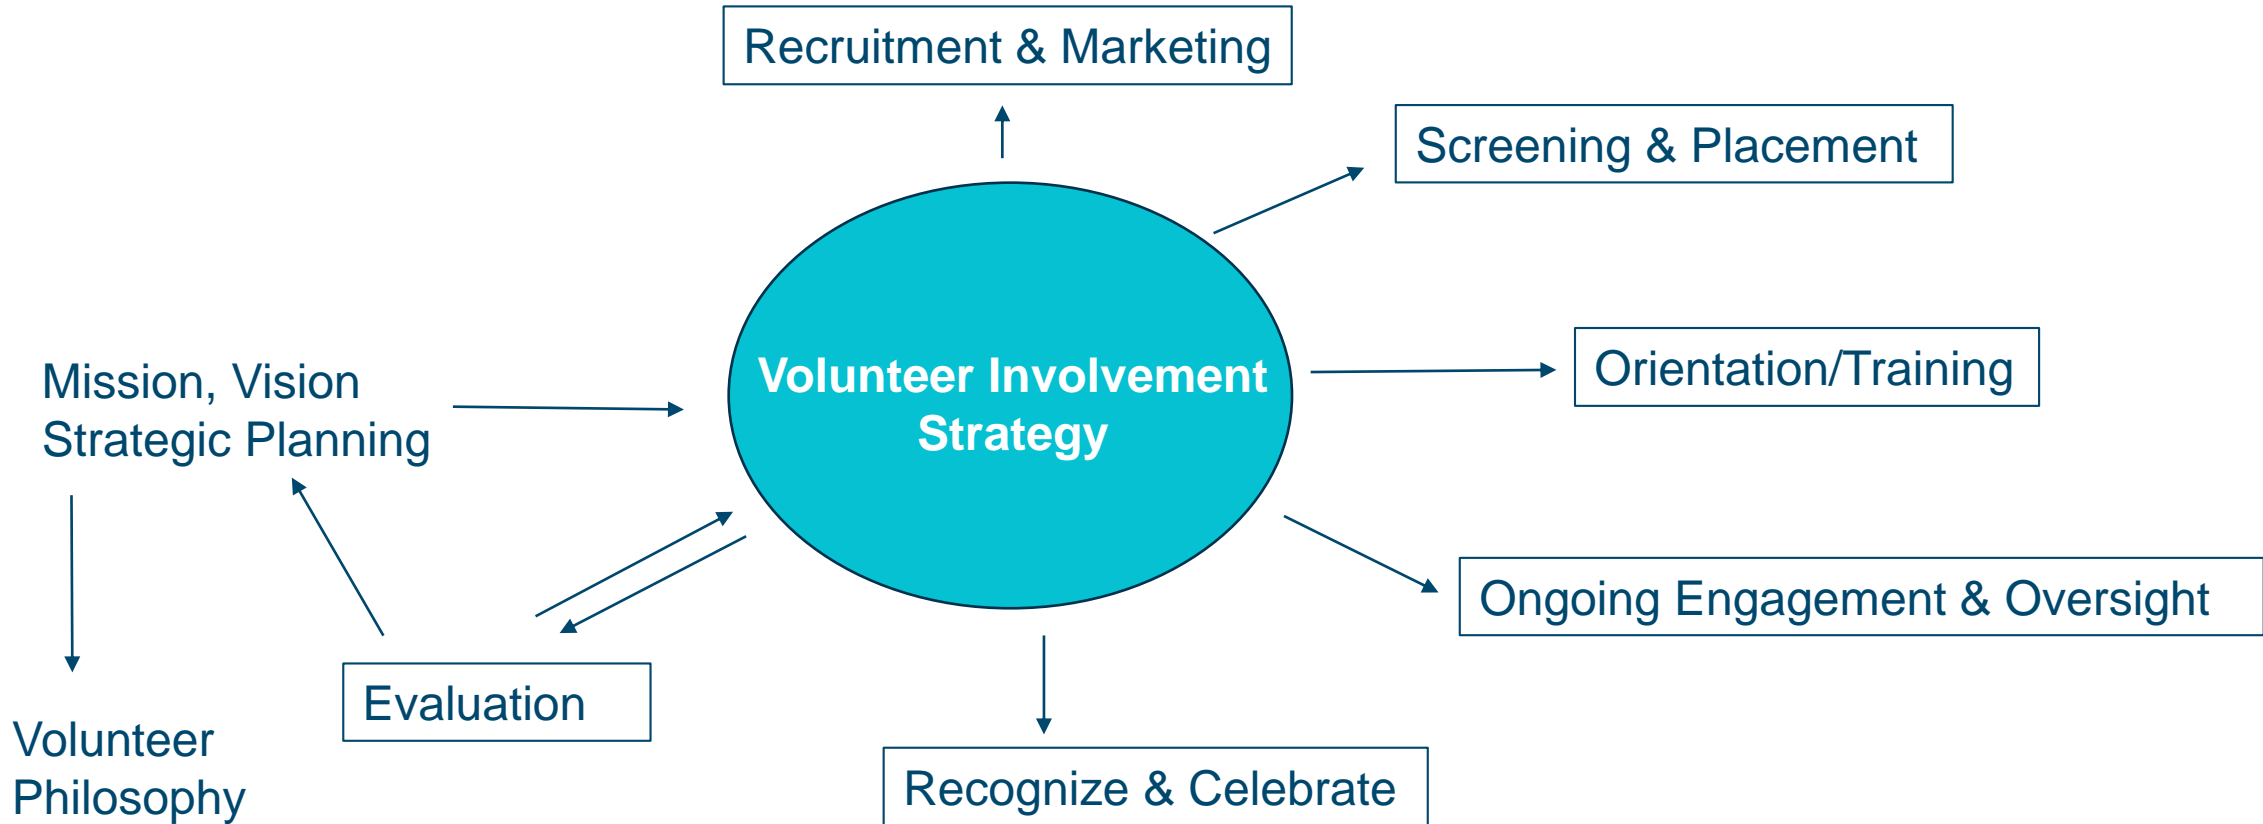 Recruitment & Marketing
Screening & Placement
Volunteer Involvement
Strategy
Orientation/Training
Mission, Vision
Strategic Planning
Ongoing Engagement & Oversight
Evaluation
Volunteer
Philosophy
Recognize & Celebrate